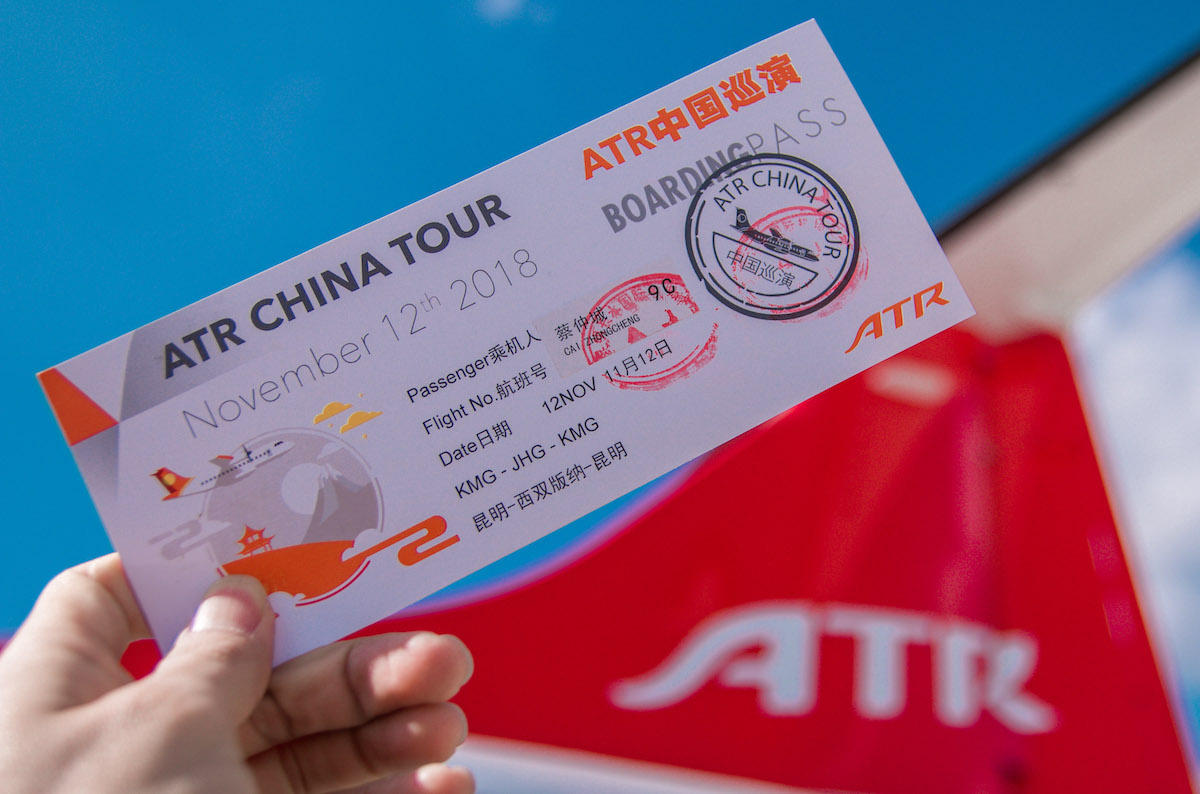 ATR中国巡演
BOARDINGPASS
ATR CHINA TOUR
November 12th 2018
Passenger乘机人 蔡仲城 9C
CAI ZHONGCHENG
Flight No.航班号
Date日期 12NOV 11月12日
KMG - JHG - KMG
昆明-西双版纳-昆明
ATR CHINA TOUR
中国巡演
ATR
ATR